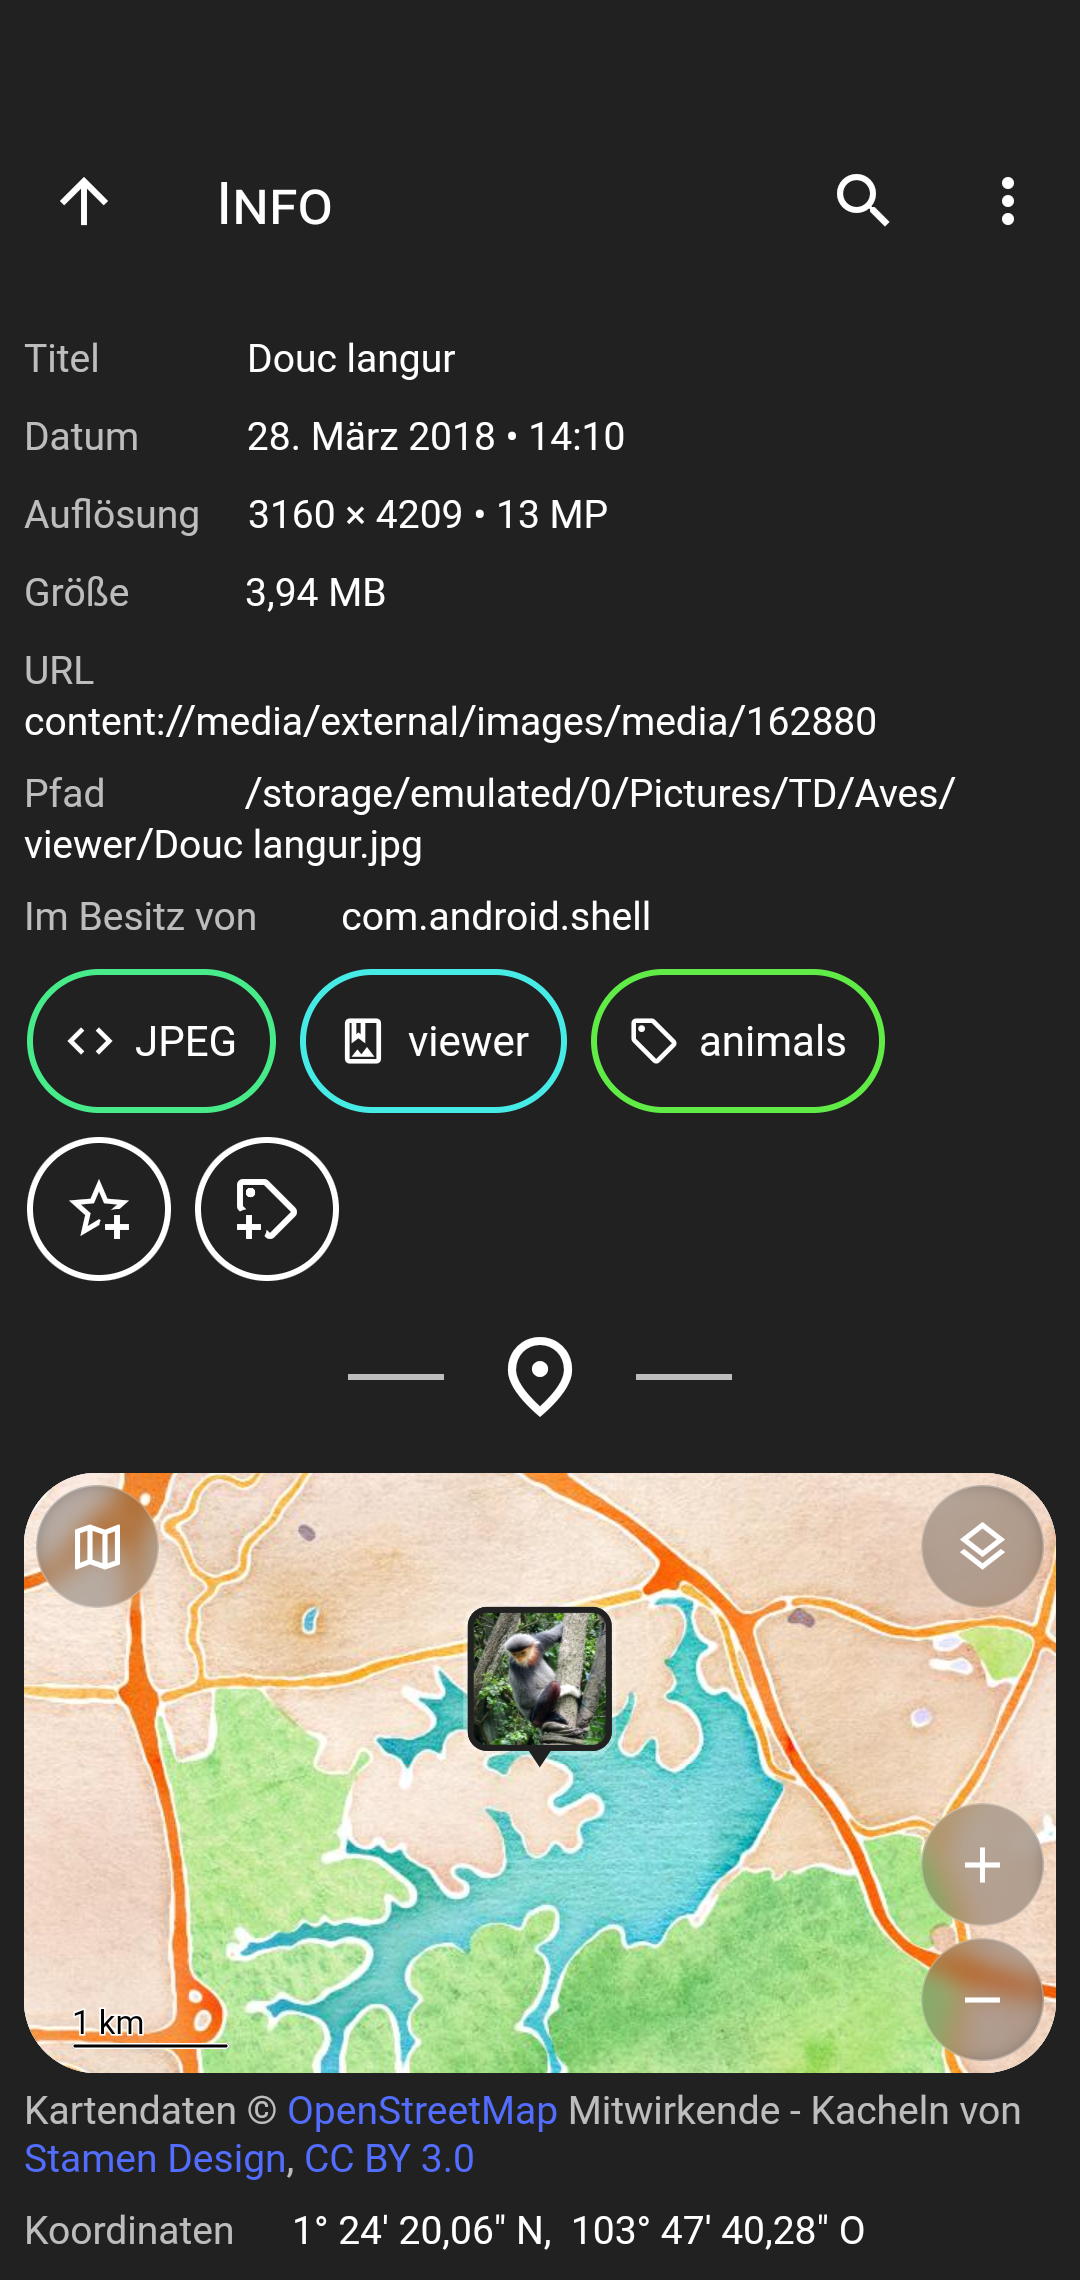 INFO
Titel Douc langur
Datum 28. März 2018 • 14:10
Auflösung 3160 × 4209 • 13 MP
Größe 3,94 MB
URL
content://media/external/images/media/162880
Pfad /storage/emulated/0/Pictures/TD/Aves/
viewer/Douc langur.jpg
Im Besitz von com.android.shell
JPEG viewer animals
1 km
Kartendaten © OpenStreetMap Mitwirkende - Kacheln von
Stamen Design, CC BY 3.0
Koordinaten 1° 24' 20,06" N, 103° 47' 40,28" O